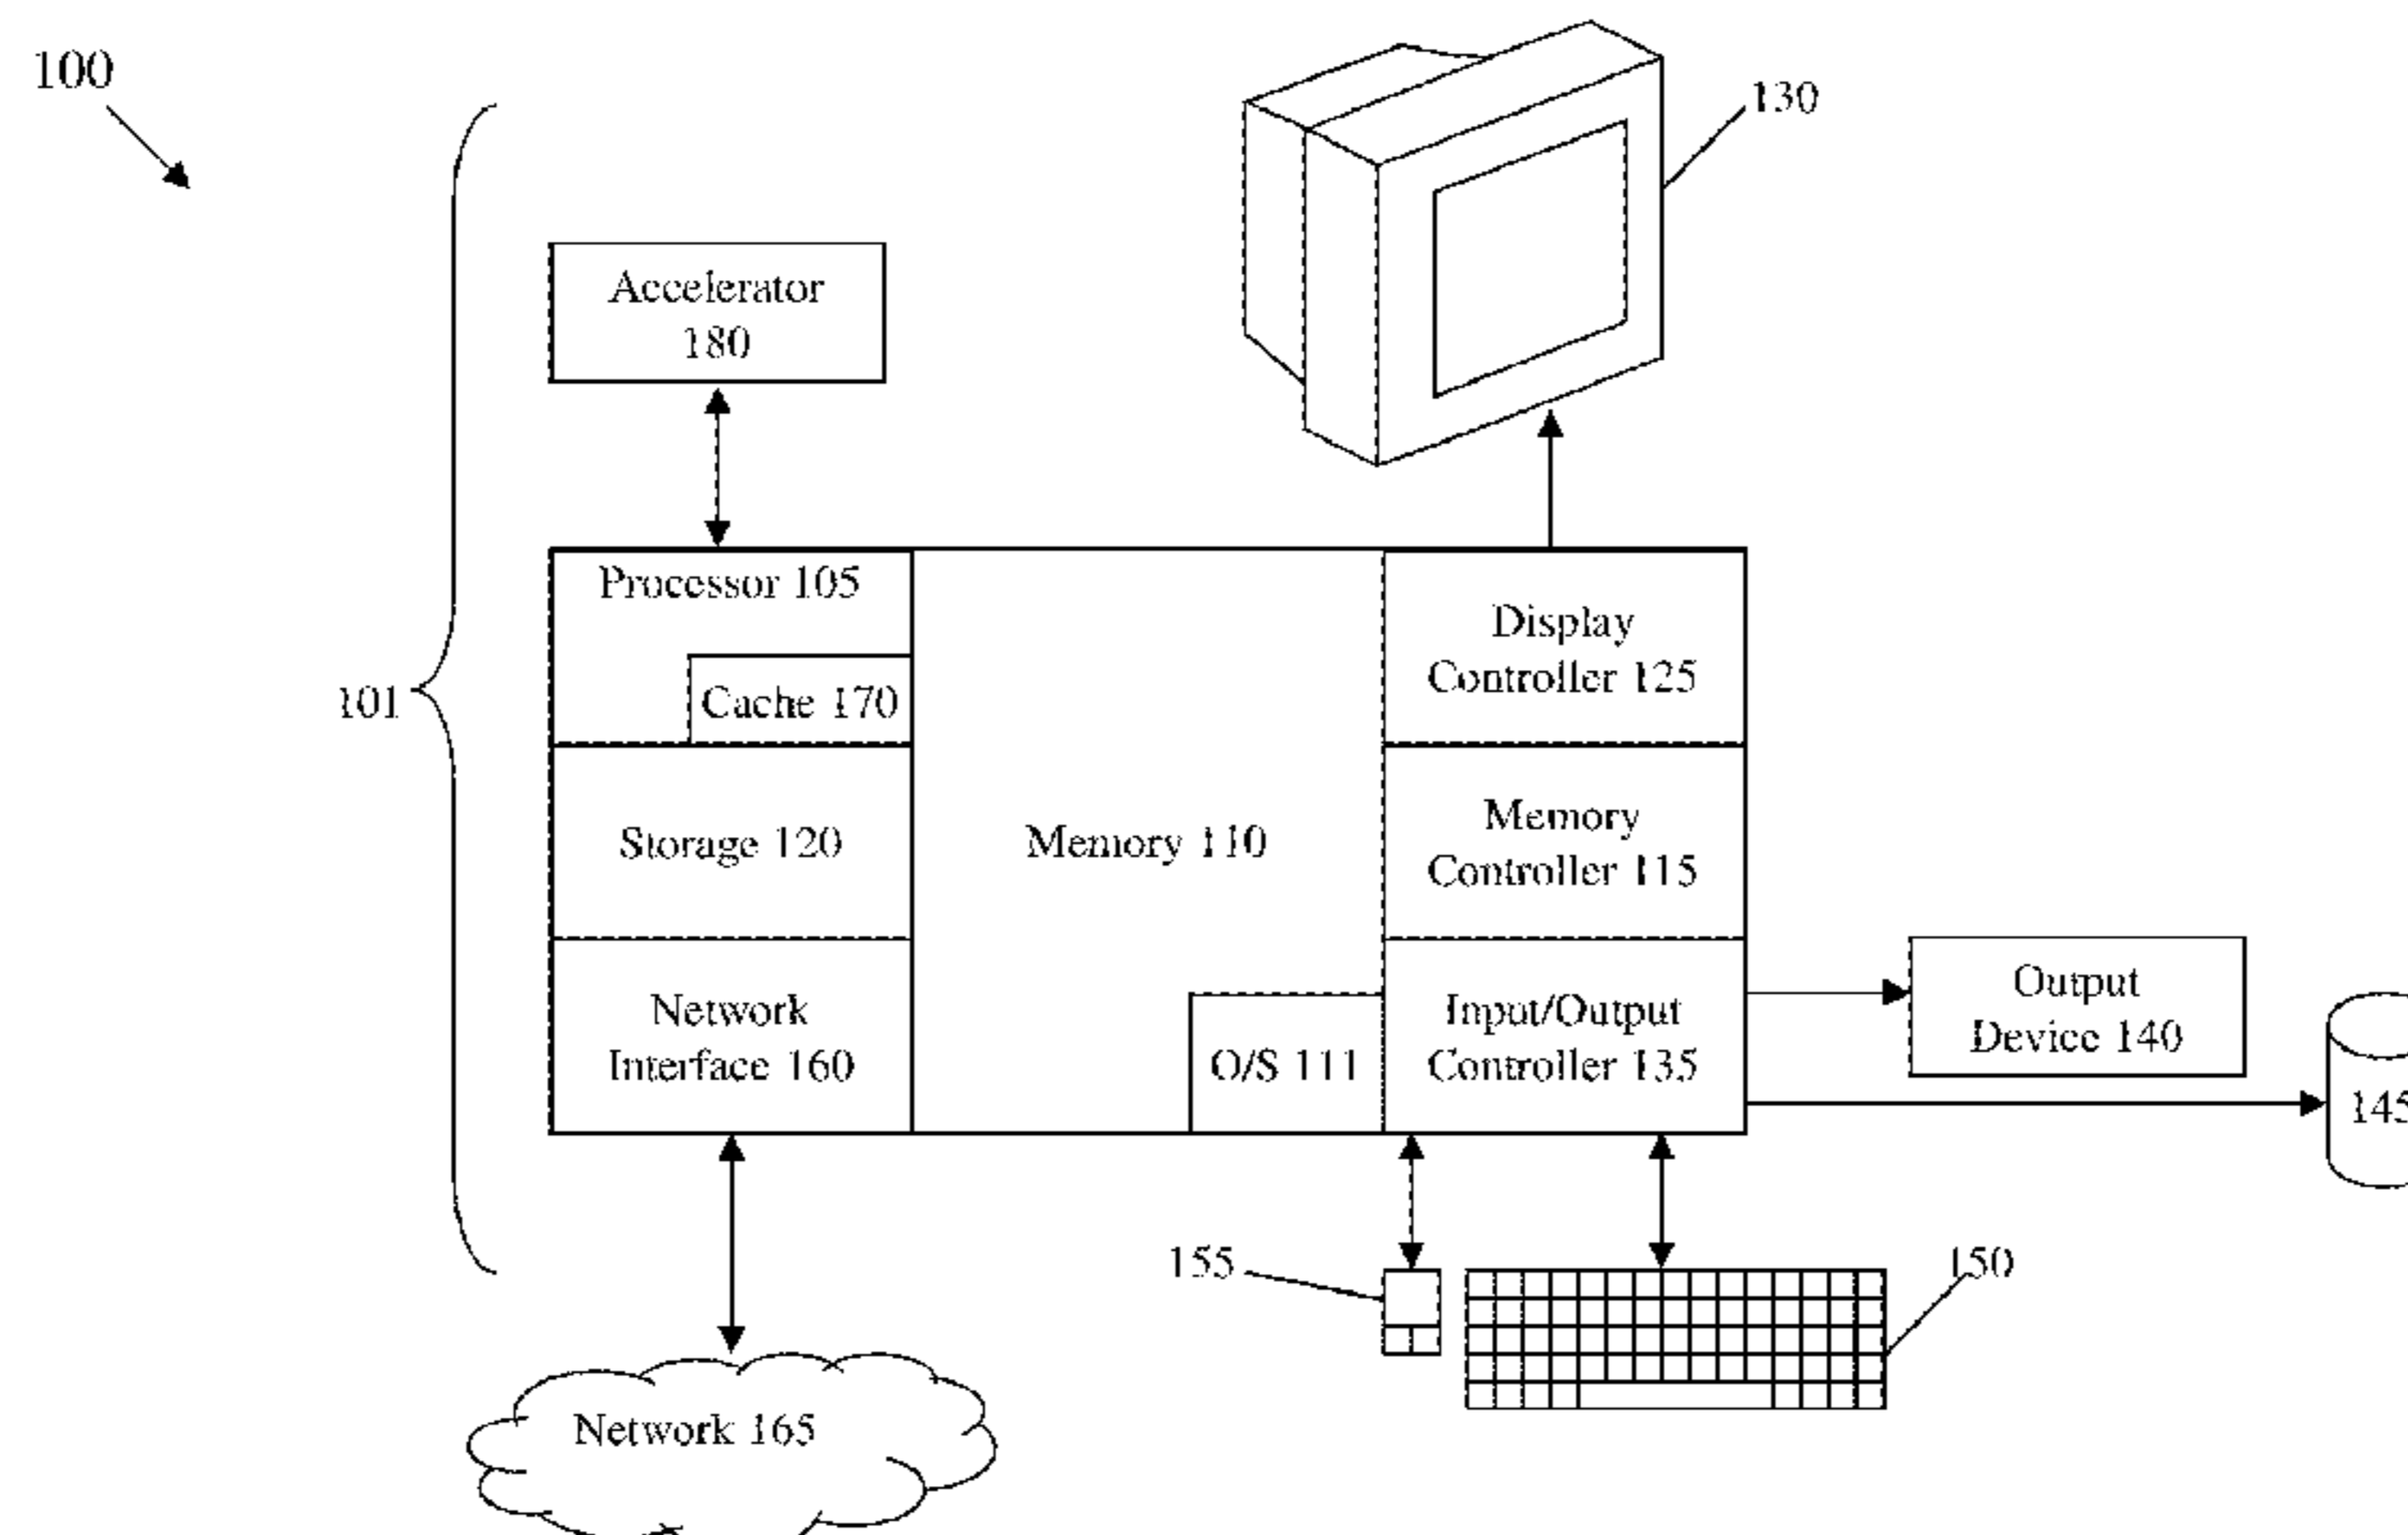 100
130
Accelerator
180
Processor 105
Cache 170
Display
Controller 125
101
Storage 120
Memory 110
Memory
Controller 115
Network
Interface 160
O/S 111
Input/Output
Controller 135
Output
Device 140
145
155
150
Network 165